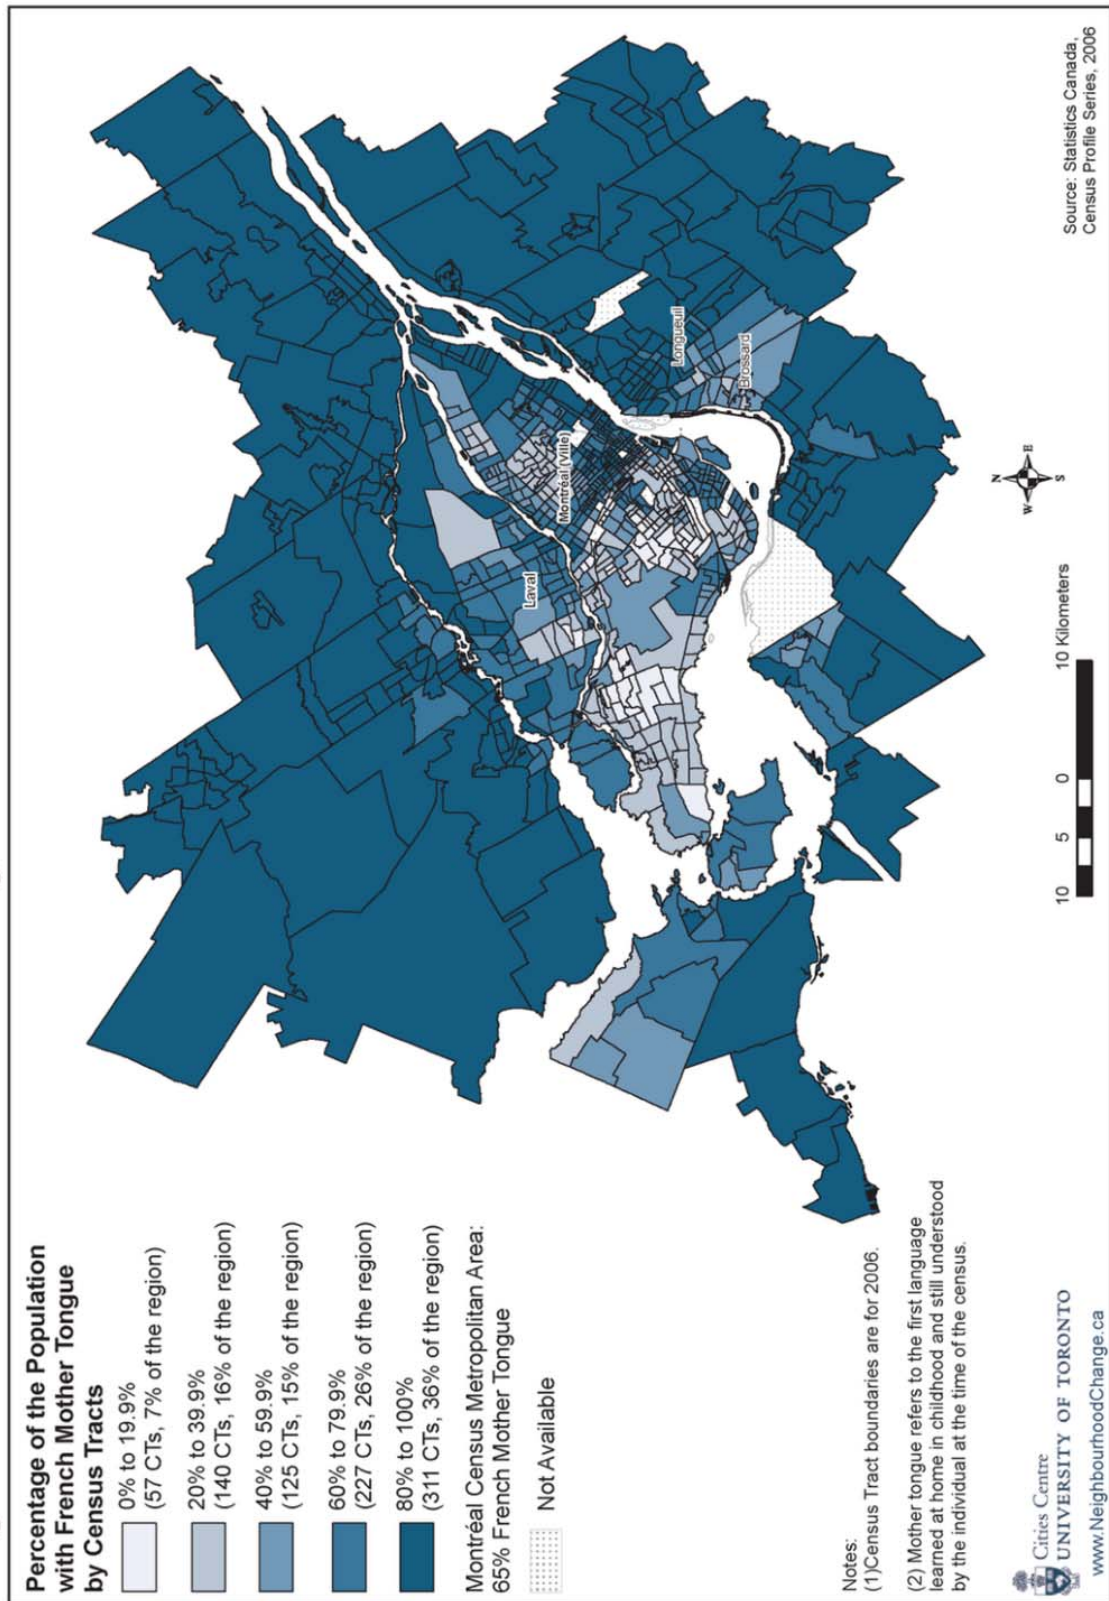 Percentage of the Population
with French Mother Tongue
by Census Tracts
0% to 19.9%
(57 CTs, 7% of the region)
20% to 39.9%
(140 CTs, 16% of the region)
40% to 59.9%
(125 CTs, 15% of the region)
60% to 79.9%
(227 CTs, 26% of the region)
80% to 100%
(311 CTs, 36% of the region)
Montréal Census Metropolitan Area:
65% French Mother Tongue
Not Available
Laval
Montréal (Ville)
Longueuil
Brossard
Notes:
(1)Census Tract boundaries are for 2006.
(2) Mother tongue refers to the first language
learned at home in childhood and still understood
by the individual at the time of the census.
Cities Centre
UNIVERSITY OF TORONTO
www.NeighbourhoodChange.ca
10 5 0 10 Kilometers
N
W E
S
Source: Statistics Canada,
Census Profile Series, 2006